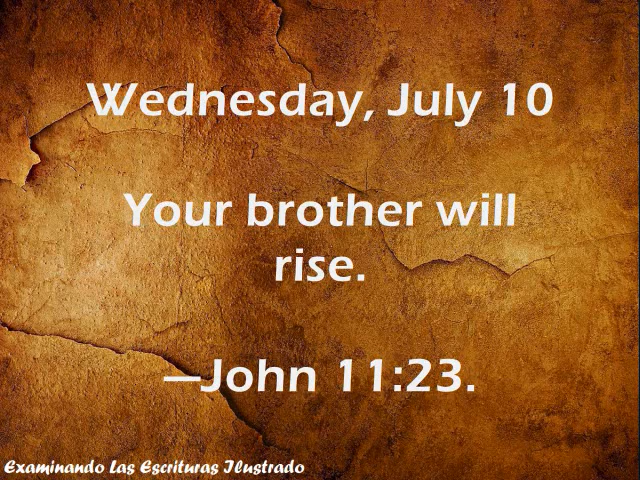 Wednesday, July 10
Your brother will
rise.
—John 11:23.
Examinando Las Escrituras Ilustrado